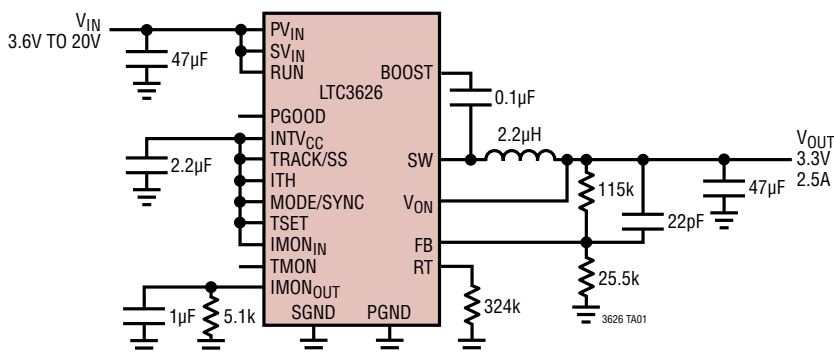 VIN
3.6V TO 20V
47µF
PVIN
SVIN
RUN
BOOST
LTC3626
0.1µF
PGOOD
2.2µH
INTVCC
TRACK/SS
ITH
MODE/SYNC
TSET
IMONIN
TMON
IMONOUT
2.2µF
SW
VON
FB
RT
VOUT
3.3V
2.5A
115k
22pF
47µF
25.5k
324k
1µF
5.1k
SGND
PGND
3626 TA01